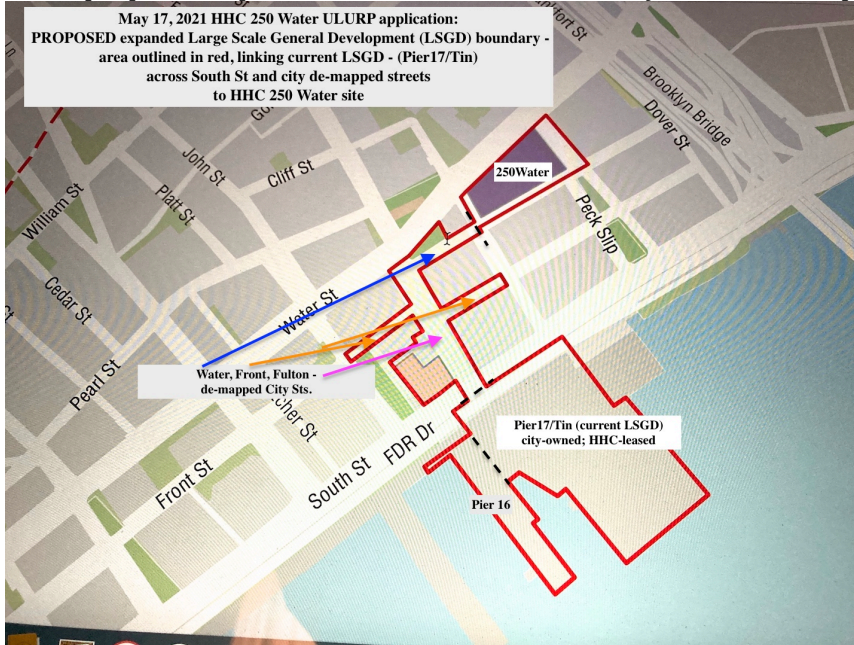 May 17, 2021 HHC 250 Water ULURP application:
PROPOSED expanded Large Scale General Development (LSGD) boundary -
area outlined in red, linking current LSGD - (Pier17/Tin)
across South St and city de-mapped streets
to HHC 250 Water site
Brooklyn Bridge
Dover St
John St
Cliff St
250Water
William St
Platt St
Peck Slip
Cedar St
Water St
Pearl St
Water, Front, Fulton -
de-mapped City Sts.
Pier17/Tin (current LSGD)
city-owned; HHC-leased
FDR Dr
Front St
South St
Pier 16